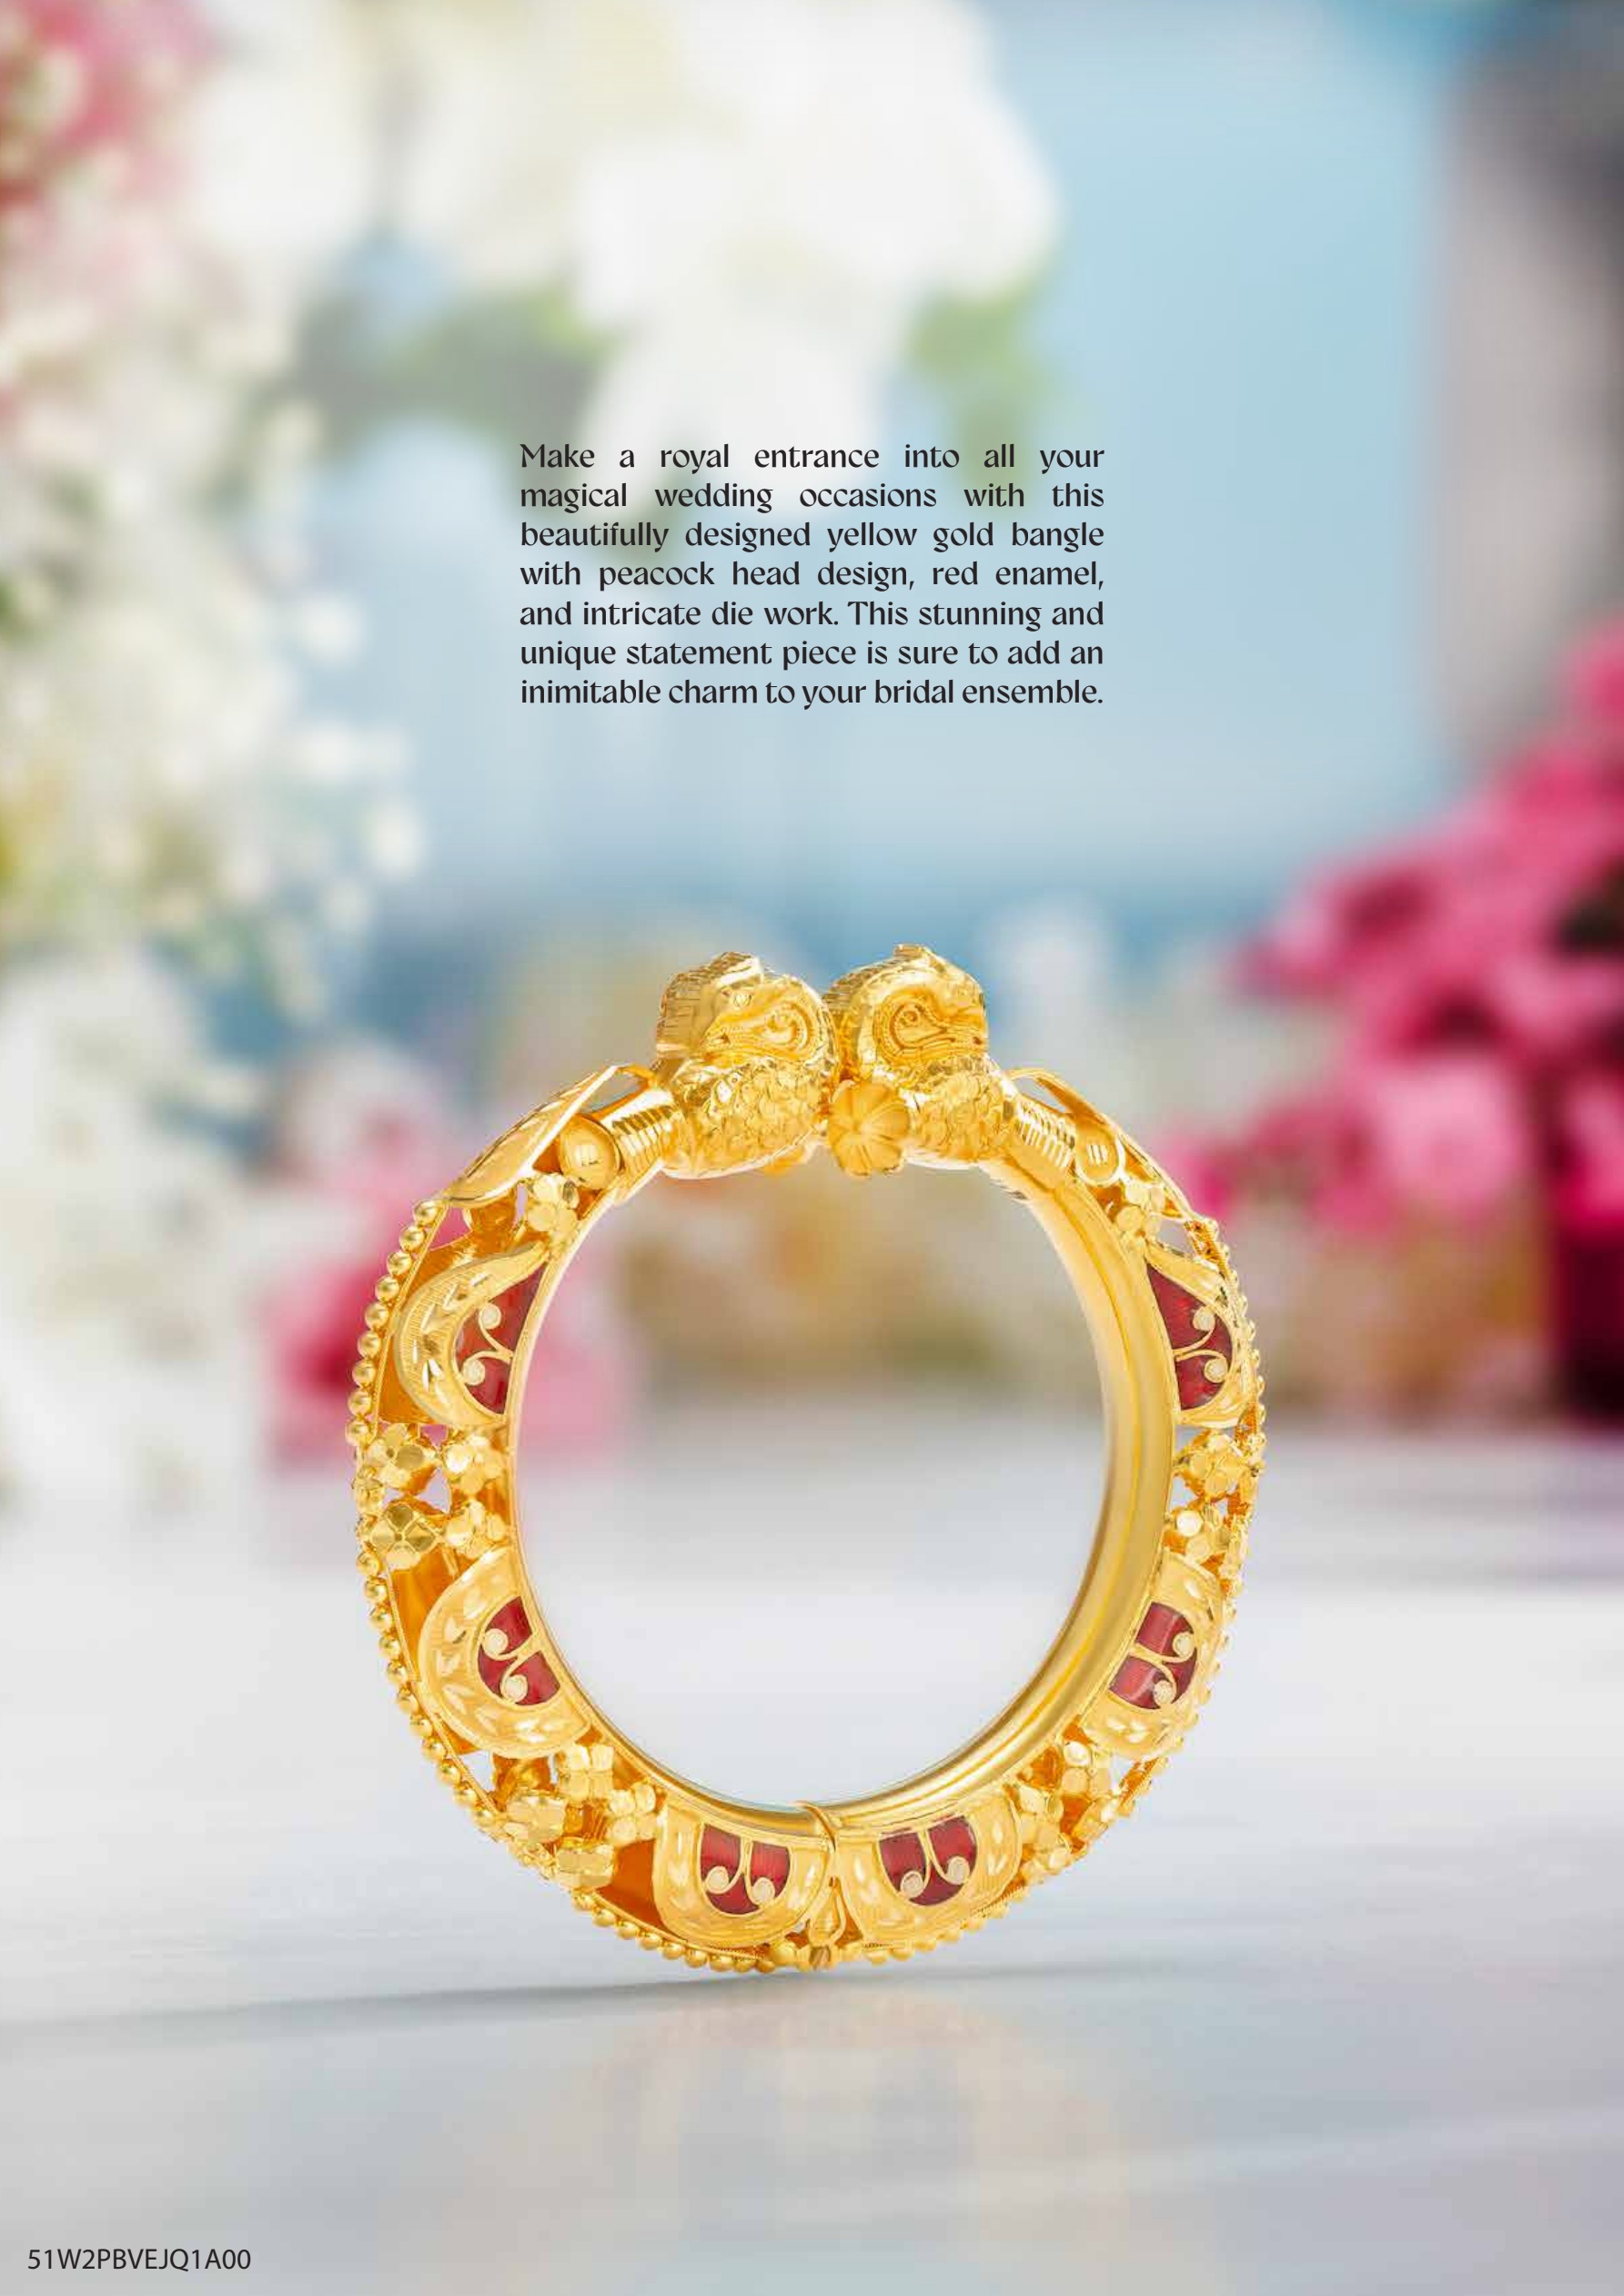 Make a royal entrance into all your
magical wedding occasions with this
beautifully designed yellow gold bangle
with peacock head design, red enamel,
and intricate die work. This stunning and
unique statement piece is sure to add an
inimitable charm to your bridal ensemble.
51W2PBVEJQ1A00